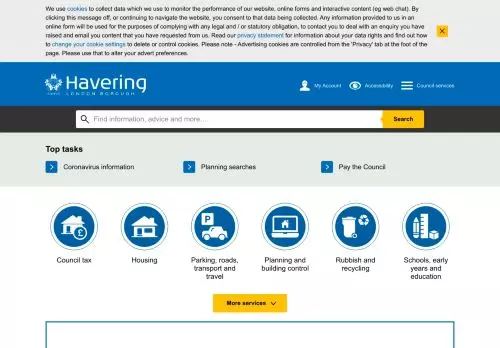 We use cookies to collect data which we use to monitor the performance of our website, online forms and interactive content (eg web chat). By
clicking this message off, or continuing to navigate the website, you consent to that data being collected. Any information provided to us in an
online form will be used for the purposes of complying with any legal and / or statutory obligation, to contact you to deal with an enquiry you have
raised and email you content that you have requested from us. Read our privacy statement for information about your data rights and find out how
to change your cookie settings to delete or control cookies. Please note - Advertising cookies are controlled from the 'Privacy' tab at the foot of the
page. Please use that to alter your advert preferences.
Havering
LONDON BOROUGH
My Account
Accessibility
Council services
Find information, advice and more....
Search
Top tasks
Coronavirus information
Planning searches
Pay the Council
P
£
Council tax
Housing
Parking, roads,
transport and
travel
Planning and
building control
Rubbish and
recycling
Schools, early
years and
education
More services